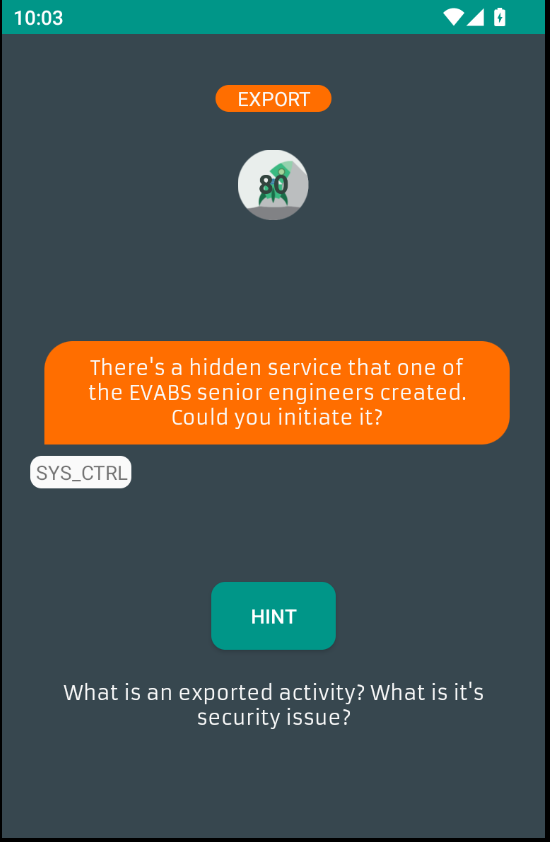 10:03
EXPORT
80
There's a hidden service that one of
the EVABS senior engineers created.
Could you initiate it?
SYS_CTRL
HINT
What is an exported activity? What is it's
security issue?